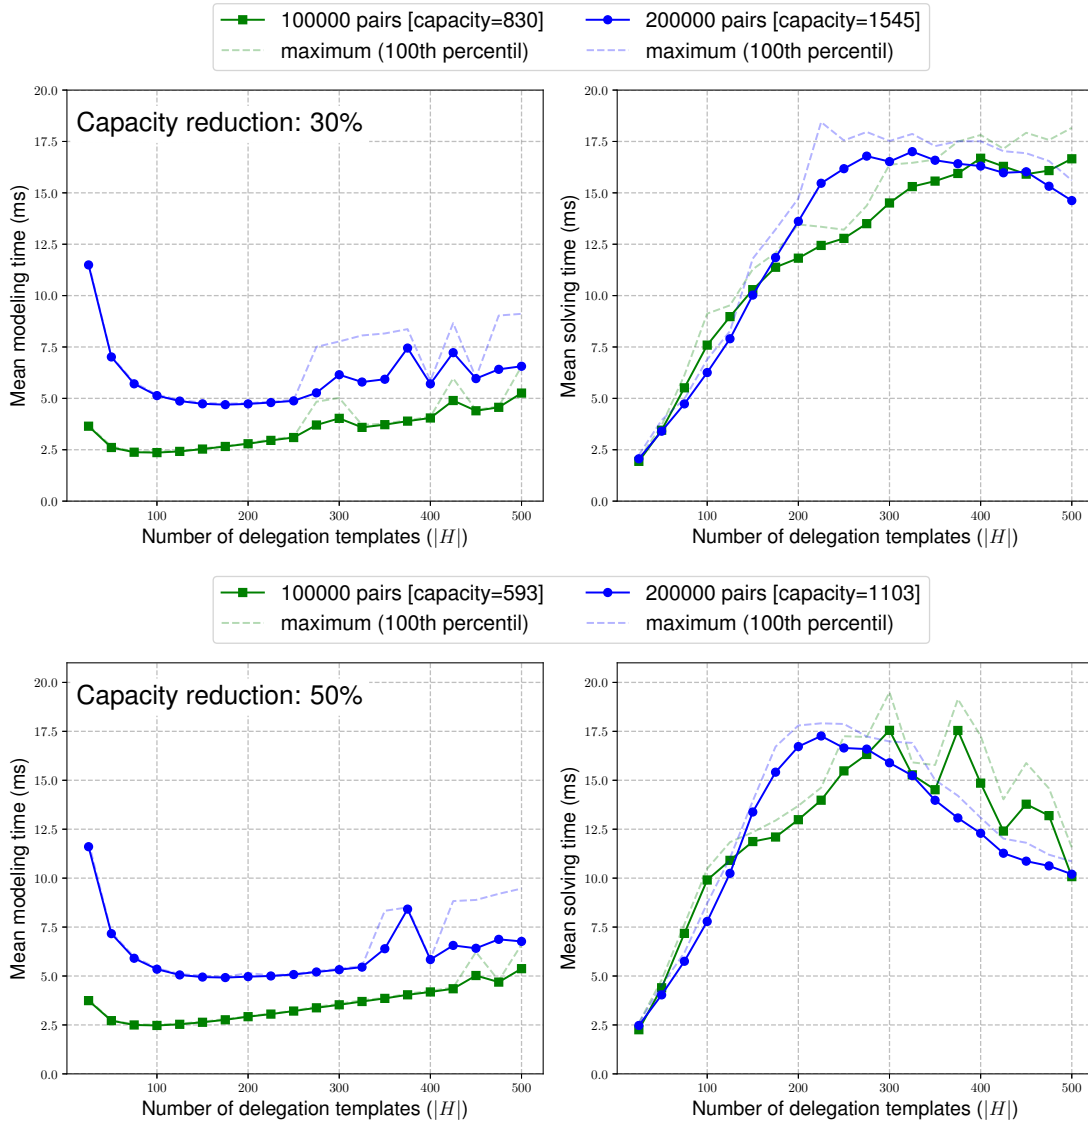 100000 pairs [capacity=830]
200000 pairs [capacity=1545]
maximum (100th percentil)
maximum (100th percentil)
Capacity reduction: 30%
Mean modeling time (ms)
20.0
17.5
15.0
12.5
10.0
7.5
5.0
2.5
0.0
100 200 300 400 500
Number of delegation templates (|H|)
Mean solving time (ms)
20.0
17.5
15.0
12.5
10.0
7.5
5.0
2.5
0.0
100 200 300 400 500
Number of delegation templates (|H|)
100000 pairs [capacity=593]
200000 pairs [capacity=1103]
maximum (100th percentil)
maximum (100th percentil)
Capacity reduction: 50%
Mean modeling time (ms)
20.0
17.5
15.0
12.5
10.0
7.5
5.0
2.5
0.0
100 200 300 400 500
Number of delegation templates (|H|)
Mean solving time (ms)
20.0
17.5
15.0
12.5
10.0
7.5
5.0
2.5
0.0
100 200 300 400 500
Number of delegation templates (|H|)